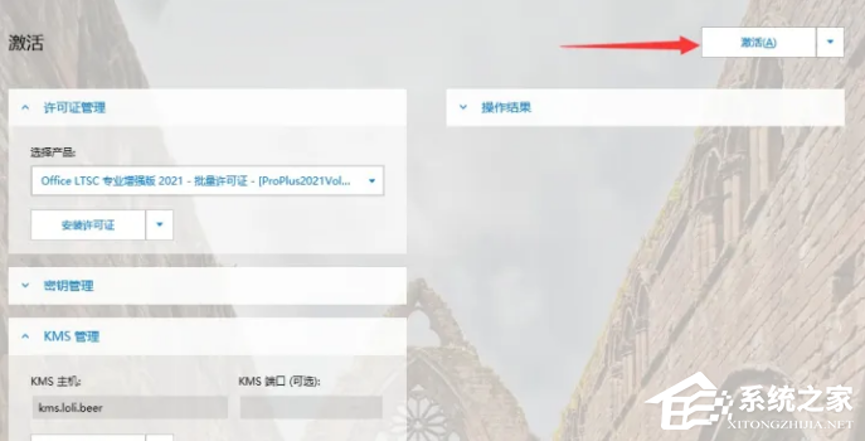 激活
激活(A)
许可证管理
操作结果
选择产品:
Office LTSC 专业增强版 2021 - 批量许可证 - [ProPlus2021Vol...
安装许可证
密钥管理
KMS 管理
KMS 主机:
KMS 端口 (可选):
kms.loli.beer
系统之家
XITONGZHIJIA.NET